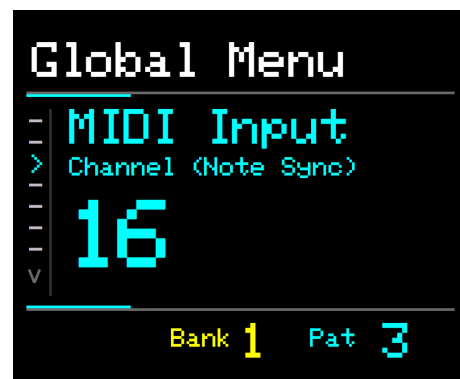 Global Menu
MIDI Input
Channel (Note Sync)
16
Bank 1 Pat 3